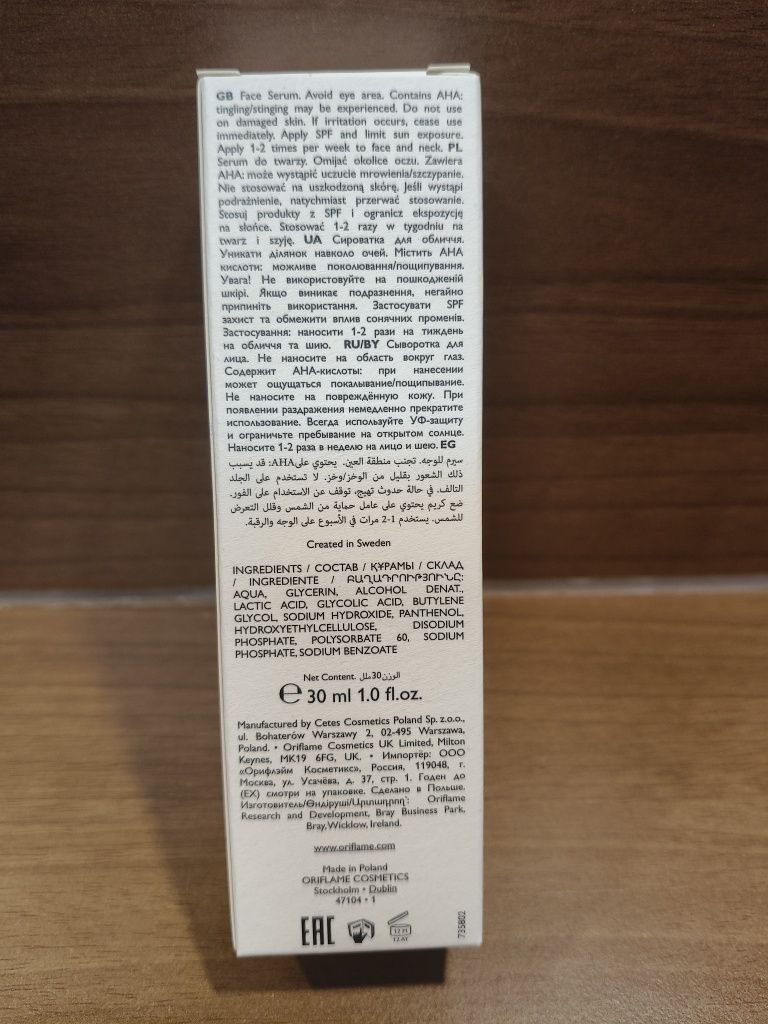 GB Face Serum. Avoid eye area. Contains AHA:
tingling/stinging may be experienced. Do not use
on damaged skin. If irritation occurs, cease use
immediately. Apply SPF and limit sun exposure.
Apply 1-2 times per week to face and neck. PL
Serum do twarzy. Omijać okolice oczu. Zawiera
AHA: może wystąpić uczucie mrowienia/szczypanie.
Nie stosować na uszkodzoną skórę. Jeśli wystąpi
podrażnienie, natychmiast przerwać stosowanie.
Stosuj produkty z SPF i ogranicz ekspozycję
na słońce. Stosować 1-2 razy w tygodniu na
twarz i szyję. UA Сироватка для обличчя.
Уникати ділянок навколо очей. Містить АНА
кислоти: можливе поколювання/пощипування.
Увага! Не використовуйте на пошкодженій
шкірі. Якщо виникає подразнення, негайно
припиніть використання. Застосувати SPF
захист та обмежити вплив сонячних променів.
Застосування: наносити 1-2 рази на тиждень
на обличчя та шию. RU/BY Сыворотка для
лица. Не наносите на область вокруг глаз.
Содержит АНА-кислоты: при нанесении
может ощущаться покалывание/пощипывание.
Не наносите на повреждённую кожу. При
появлении раздражения немедленно прекратите
использование. Всегда используйте УФ-защиту
и ограничьте пребывание на открытом солнце.
Наносите 1-2 раза в неделю на лицо и шею. EG
سيرم للوجه. تجنب منطقة العين. يحتوي علىAHA: قد يسبب
ذلك الشعور بقليل من الوخز/وخز. لا تستخدم على الجلد
التالف. في حالة حدوث تهيج، توقف عن الاستخدام على الفور.
ضع كريم يحتوي على عامل حماية من الشمس وقلل التعرض
للشمس. يستخدم 1-2 مرات في الأسبوع على الوجه والرقبة.
Created in Sweden
INGREDIENTS / СОСТАВ / ҚҰРАМЫ / СКЛАД
/ INGREDIENTE / ԲԱՂԱԴՐՈՒԹՅՈՒՆԸ:
AQUA, GLYCERIN, ALCOHOL DENAT.,
LACTIC ACID, GLYCOLIC ACID, BUTYLENE
GLYCOL, SODIUM HYDROXIDE, PANTHENOL,
HYDROXYETHYLCELLULOSE, DISODIUM
PHOSPHATE, POLYSORBATE 60, SODIUM
PHOSPHATE, SODIUM BENZOATE
Net Content. الوزن30ملل
℮ 30 ml 1.0 fl.oz.
Manufactured by Cetes Cosmetics Poland Sp. z.o.o.,
ul. Bohaterów Warszawy 2, 02-495 Warszawa,
Poland. • Oriflame Cosmetics UK Limited, Milton
Keynes, MK19 6FG, UK. • Импортёр: ООО
«Орифлэйм Косметикс», Россия, 119048, г.
Москва, ул. Усачёва, д. 37, стр. 1. Годен до
(EX) смотри на упаковке. Сделано в Польше.
Изготовитель/Өндіруші/Արտադրող՝ Oriflame
Research and Development, Bray Business Park,
Bray, Wicklow, Ireland.
www.oriflame.com
Made in Poland
ORIFLAME COSMETICS
Stockholm • Dublin
47104 • 1
EAC
12 M
12 AY
735802